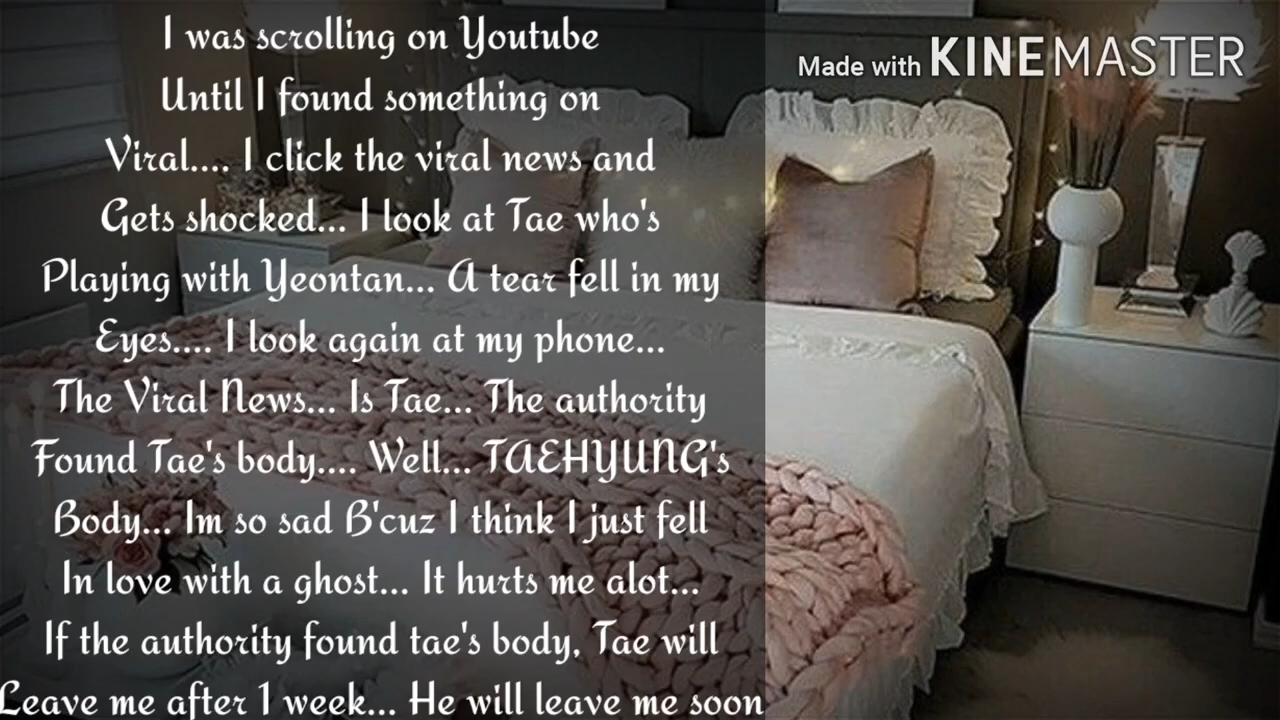 I was scrolling on Youtube
Until I found something on
Viral.... I click the viral news and
Gets shocked... I look at Tae who's
Playing with Yeontan... A tear fell in my
Eyes.... I look again at my phone...
The Viral News... Is Tae... The authority
Found Tae's body.... Well... TAEHYUNG's
Body... Im so sad B'cuz I think I just fell
In love with a ghost... It hurts me alot...
If the authority found tae's body, Tae will
Leave me after 1 week... He will leave me soon
Made with KINEMASTER